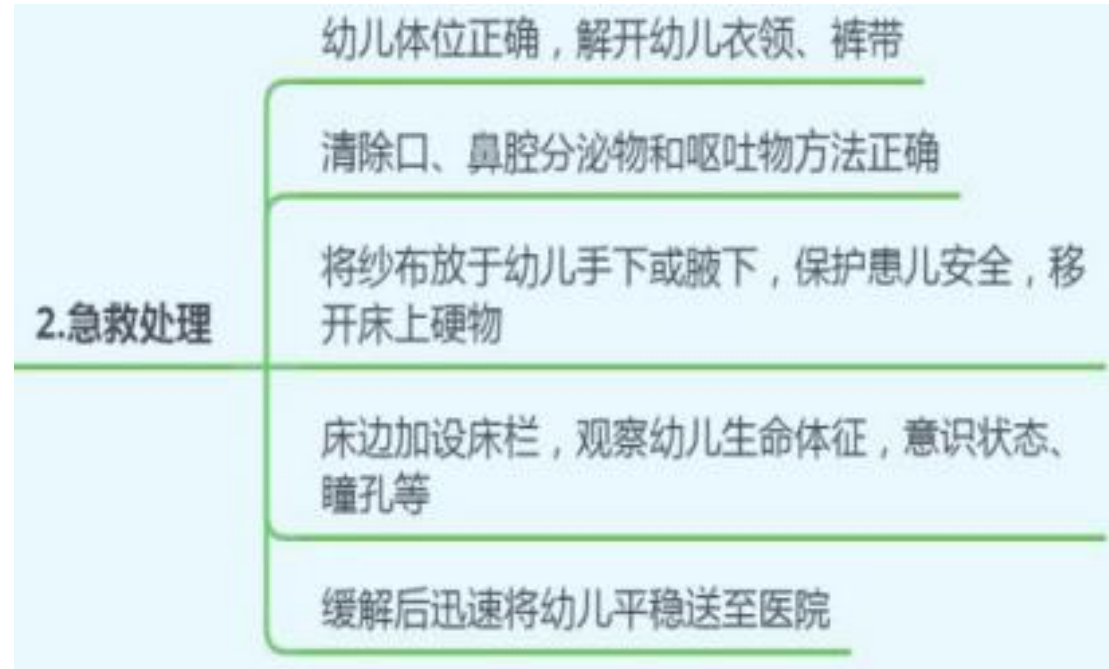 幼儿体位正确，解开幼儿衣领、裤带
清除口、鼻腔分泌物和呕吐物方法正确
将纱布放于幼儿手下或腋下，保护患儿安全，移
开床上硬物
2.急救处理
床边加设床栏，观察幼儿生命体征，意识状态、
瞳孔等
缓解后迅速将幼儿平稳送至医院